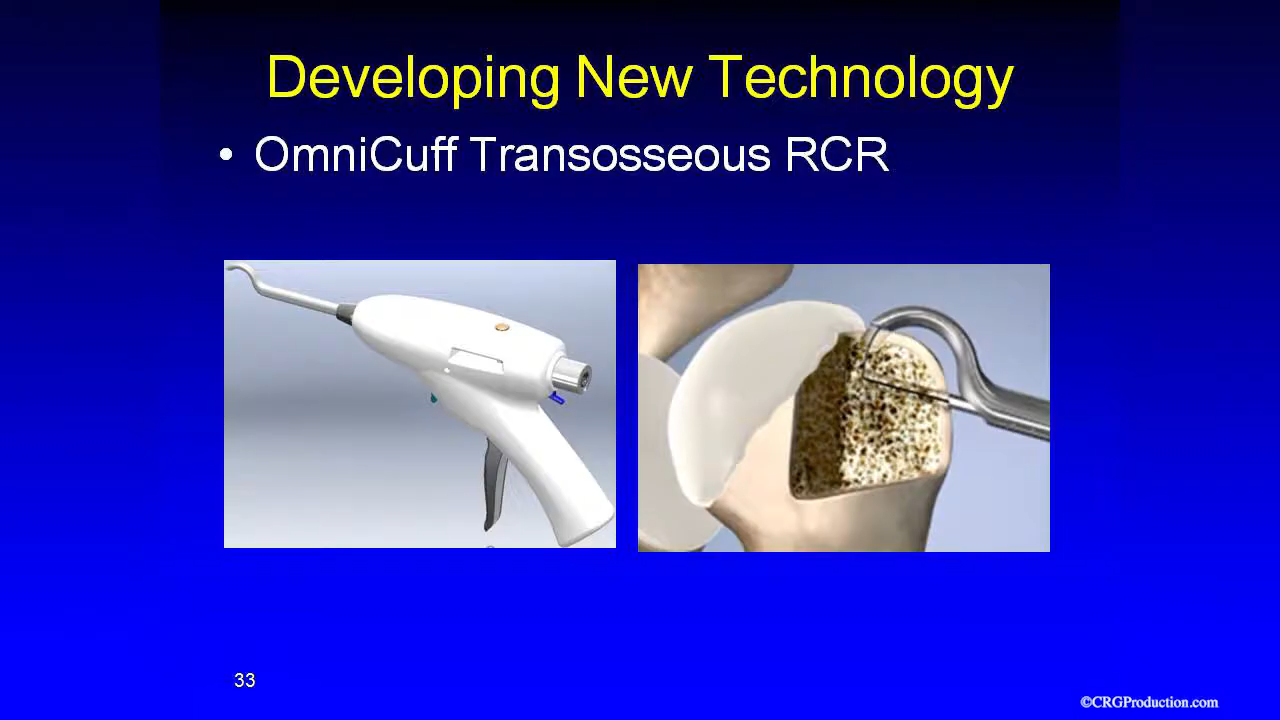 Developing New Technology
• OmniCuff Transosseous RCR
33
©CRGProduction.com